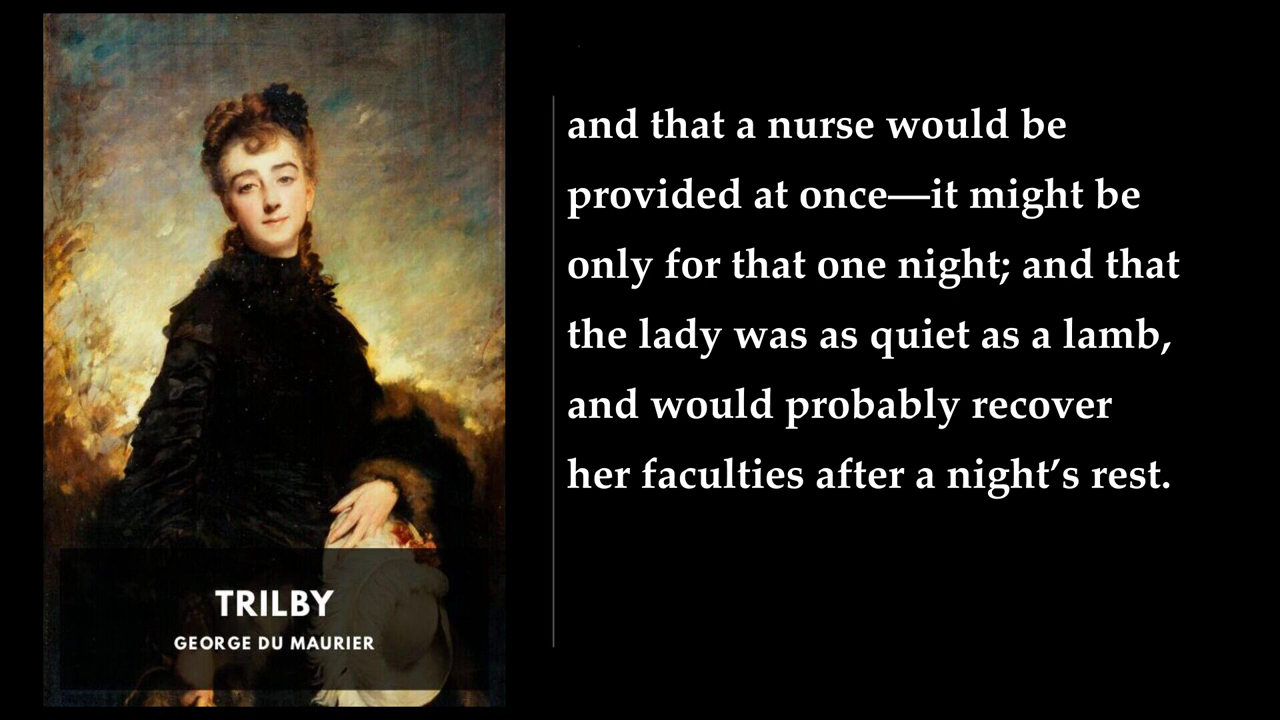 TRILBY
GEORGE DU MAURIER
and that a nurse would be
provided at once—it might be
only for that one night; and that
the lady was as quiet as a lamb,
and would probably recover
her faculties after a night’s rest.